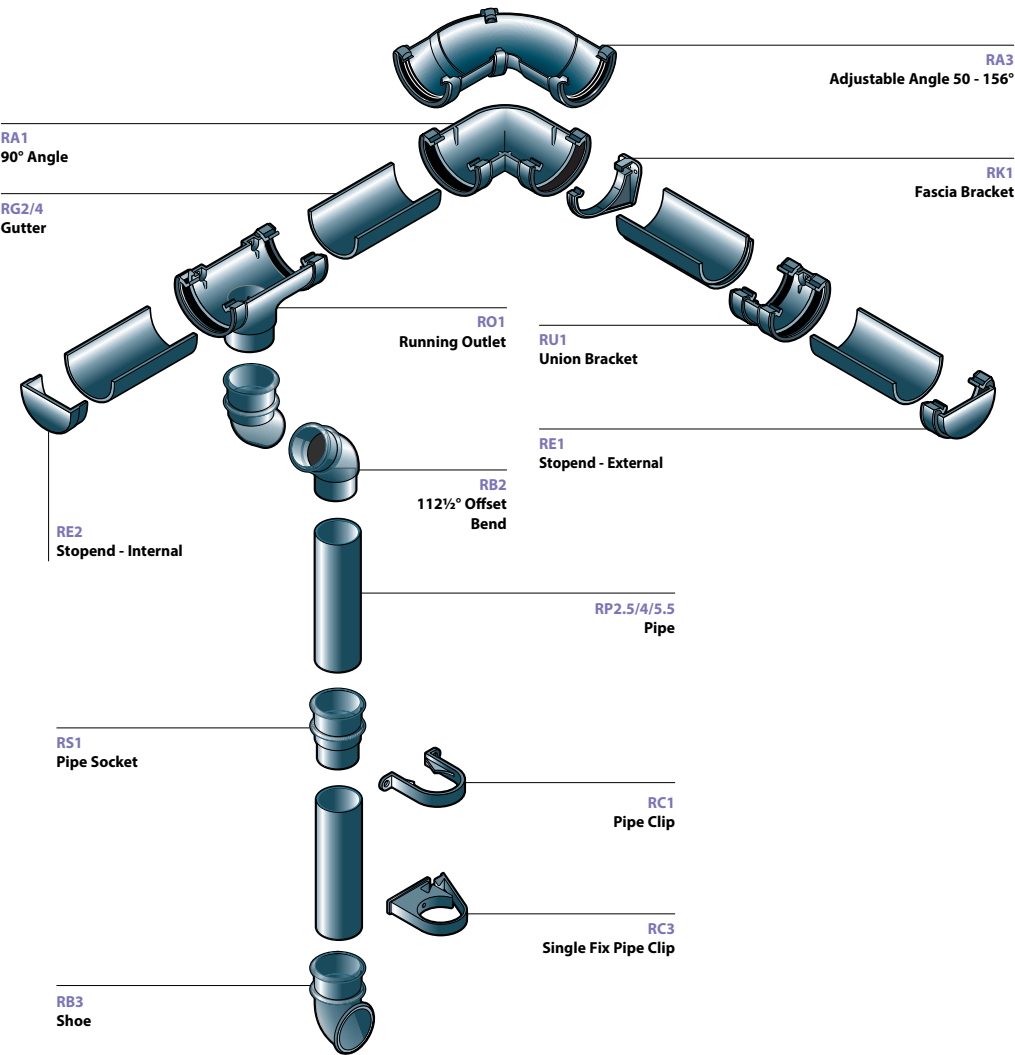 RA3
Adjustable Angle 50 - 156°
RA1
90° Angle
RK1
Fascia Bracket
RG2/4
Gutter
RO1
Running Outlet
RU1
Union Bracket
RE1
Stopend - External
RB2
112½° Offset
Bend
RE2
Stopend - Internal
RP2.5/4/5.5
Pipe
RS1
Pipe Socket
RC1
Pipe Clip
RC3
Single Fix Pipe Clip
RB3
Shoe